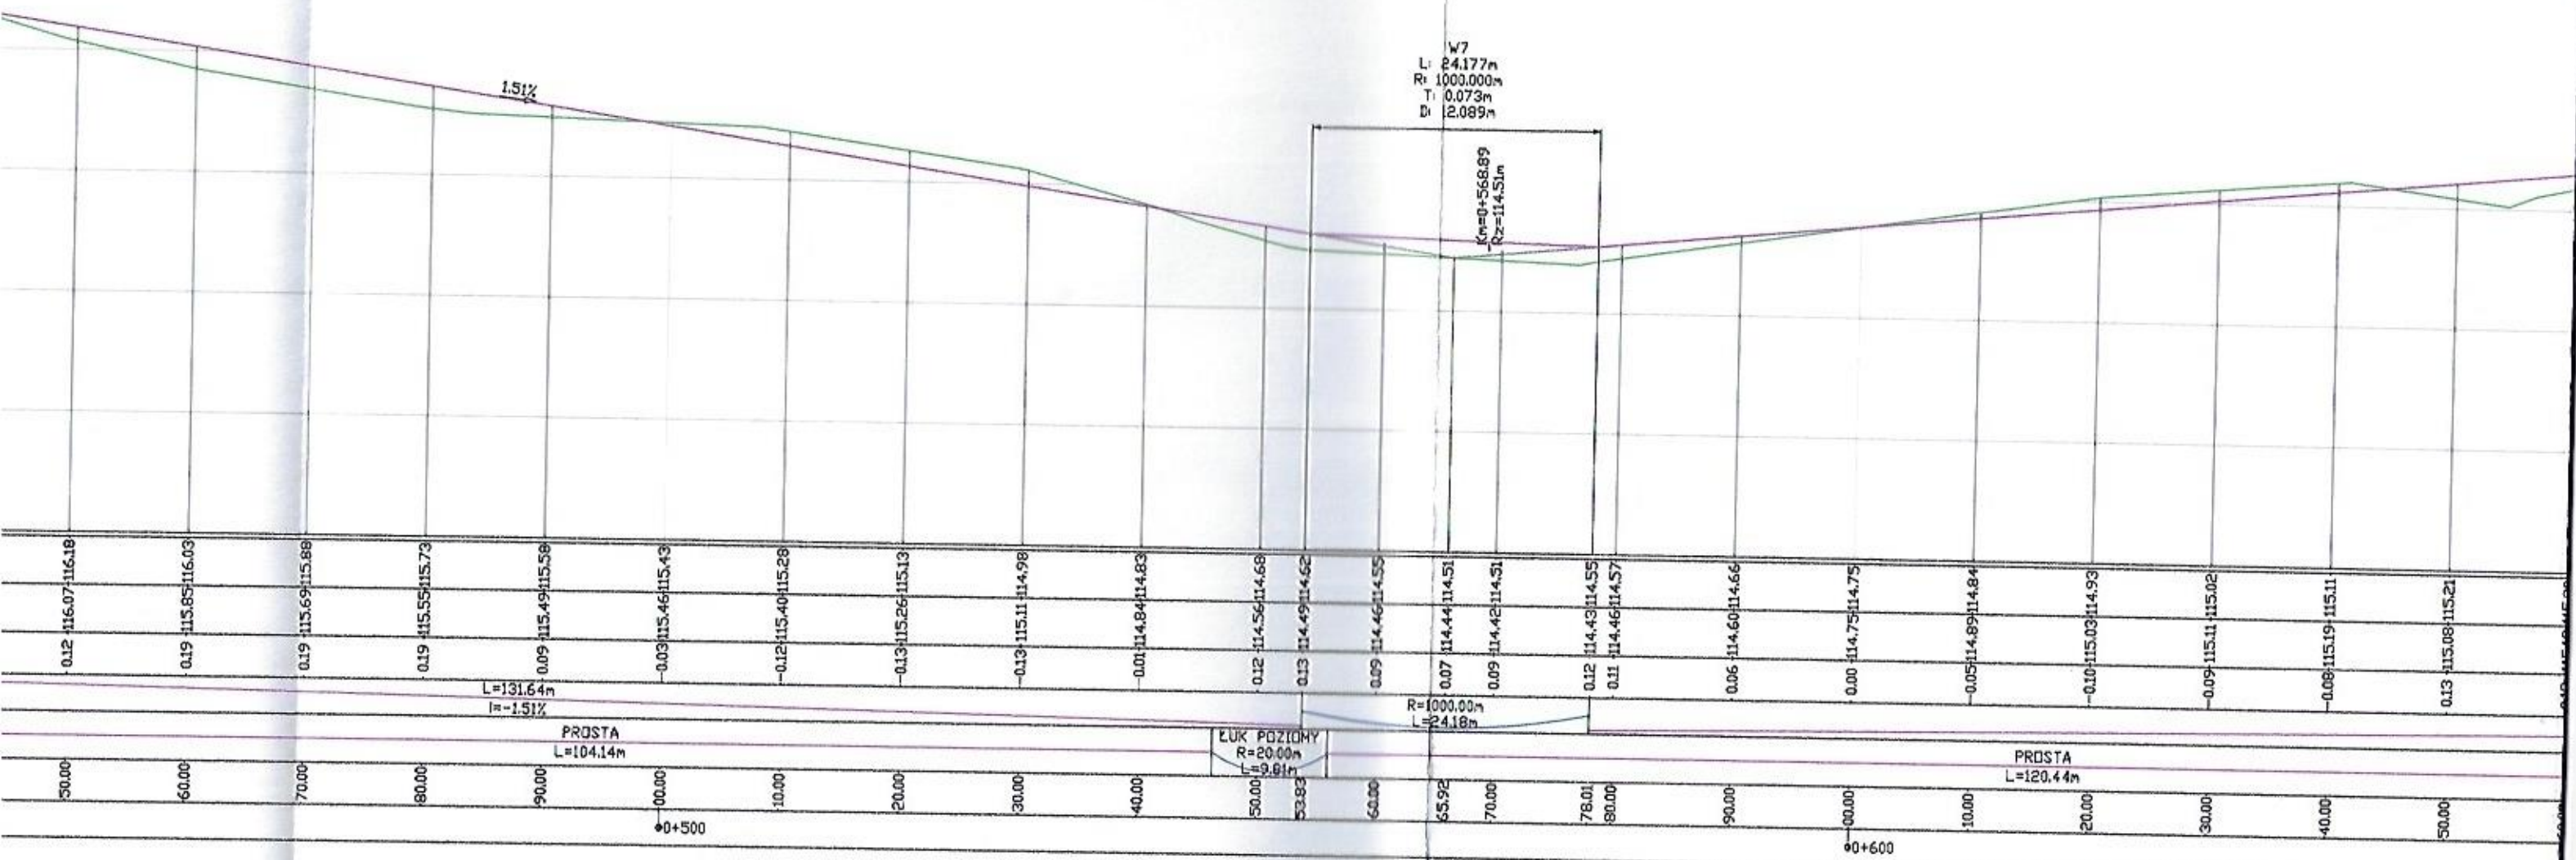 1.51%
W7
L: 24.177m
R: 1000.000m
T: 0.073m
D: 12.089m
Km=0+568.89
Rz=114.51m
116.18 116.03 115.88 115.73 115.58 115.43 115.28 115.13 114.98 114.83 114.68 114.62 114.55 114.51 114.51 114.55 114.57 114.66 114.75 114.84 114.93 115.02 115.11 115.21
116.07 115.85 115.69 115.55 115.49 115.46 115.40 115.26 115.11 114.84 114.56 114.49 114.46 114.44 114.42 114.43 114.46 114.60 114.75 114.89 115.03 115.11 115.19 115.08
0.12 0.19 0.19 0.19 0.09 -0.03 -0.12 -0.13 -0.13 -0.01 0.12 0.13 0.09 0.07 0.09 0.12 0.11 0.06 0.00 -0.05 -0.10 -0.09 -0.08 0.13
L=131.64m
i=-1.51%
R=1000.00m
L=24.18m
PROSTA
L=104.14m
ŁUK POZIOMY
R=20.00m
L=9.81m
PROSTA
L=120.44m
50.00 60.00 70.00 80.00 90.00 00.00 10.00 20.00 30.00 40.00 50.00 53.83 60.00 65.92 70.00 78.01 80.00 90.00 00.00 10.00 20.00 30.00 40.00 50.00
0+500
0+600